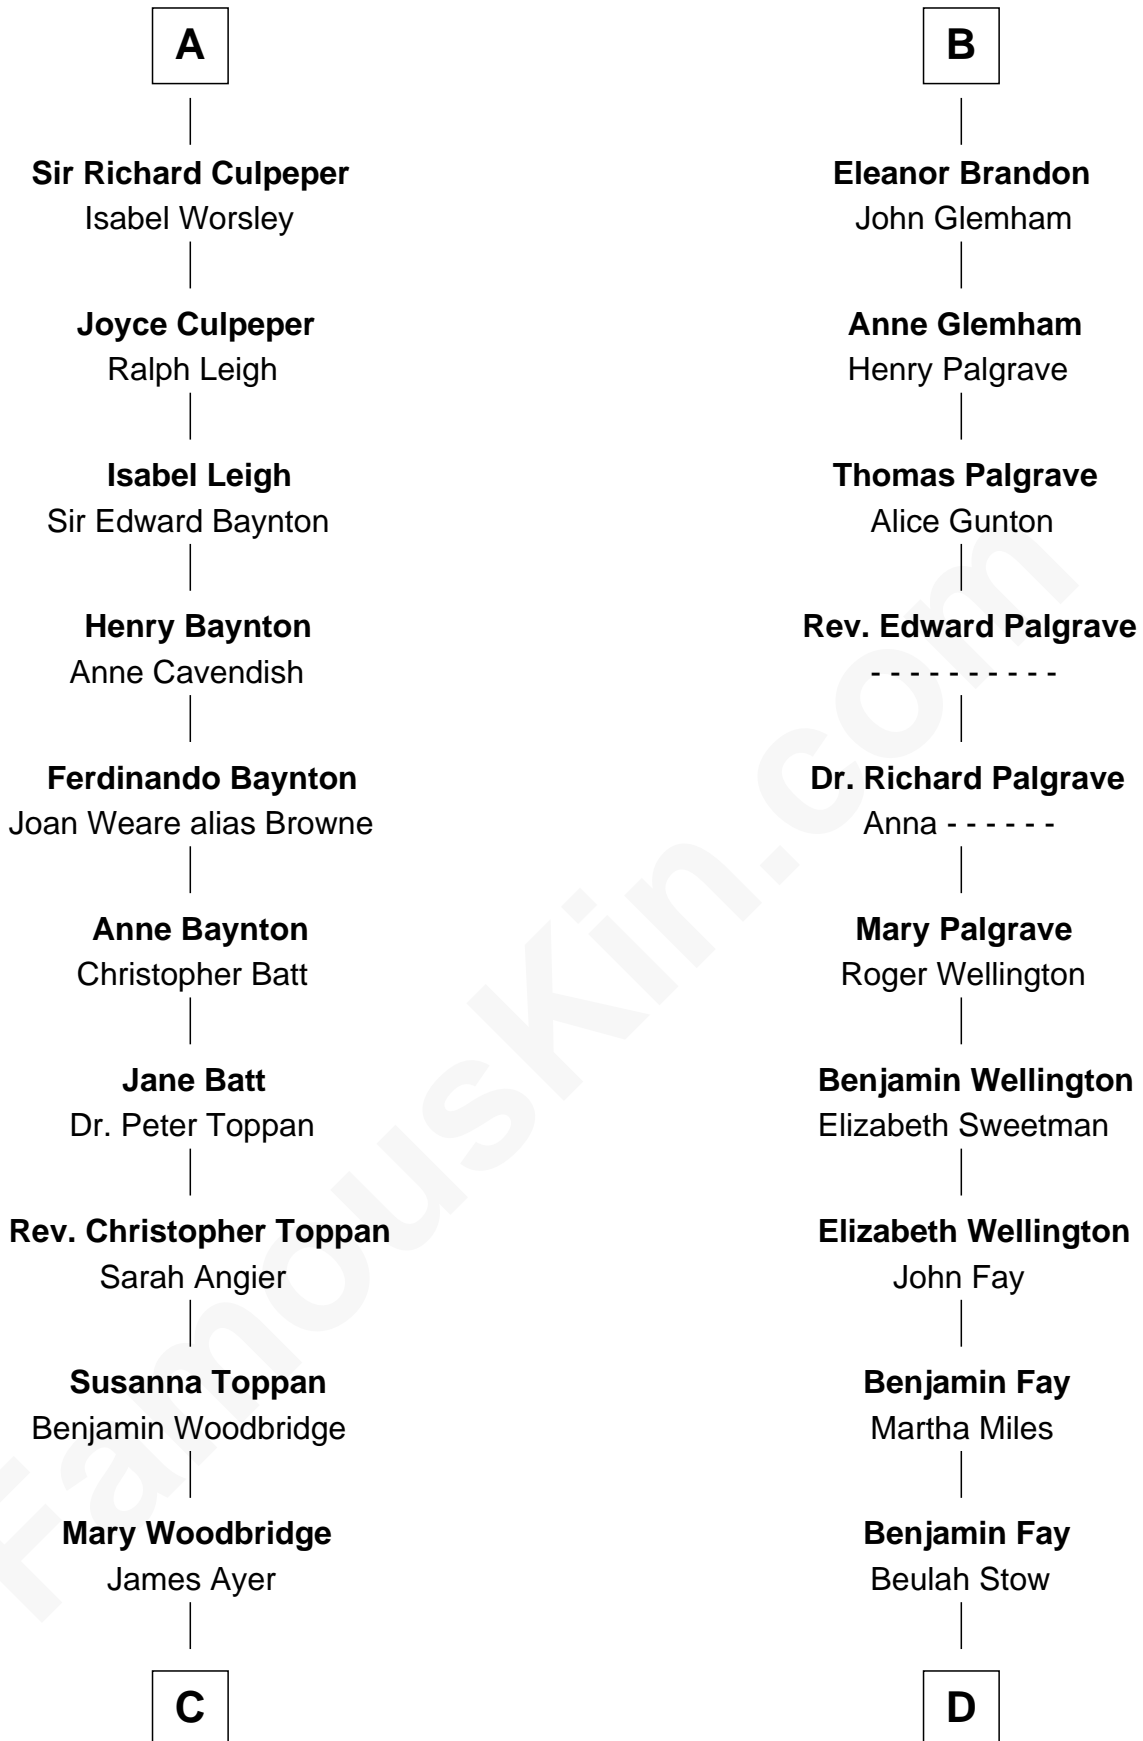 A
Sir Richard Culpeper
Isabel Worsley
Joyce Culpeper
Ralph Leigh
Isabel Leigh
Sir Edward Baynton
Henry Baynton
Anne Cavendish
Ferdinando Baynton
Joan Weare alias Browne
Anne Baynton
Christopher Batt
Jane Batt
Dr. Peter Toppan
Rev. Christopher Toppan
Sarah Angier
Susanna Toppan
Benjamin Woodbridge
Mary Woodbridge
James Ayer
C
B
Eleanor Brandon
John Glemham
Anne Glemham
Henry Palgrave
Thomas Palgrave
Alice Gunton
Rev. Edward Palgrave
- - - - - - - - - -
Dr. Richard Palgrave
Anna - - - - - -
Mary Palgrave
Roger Wellington
Benjamin Wellington
Elizabeth Sweetman
Elizabeth Wellington
John Fay
Benjamin Fay
Martha Miles
Benjamin Fay
Beulah Stow
D
FamousKin.com